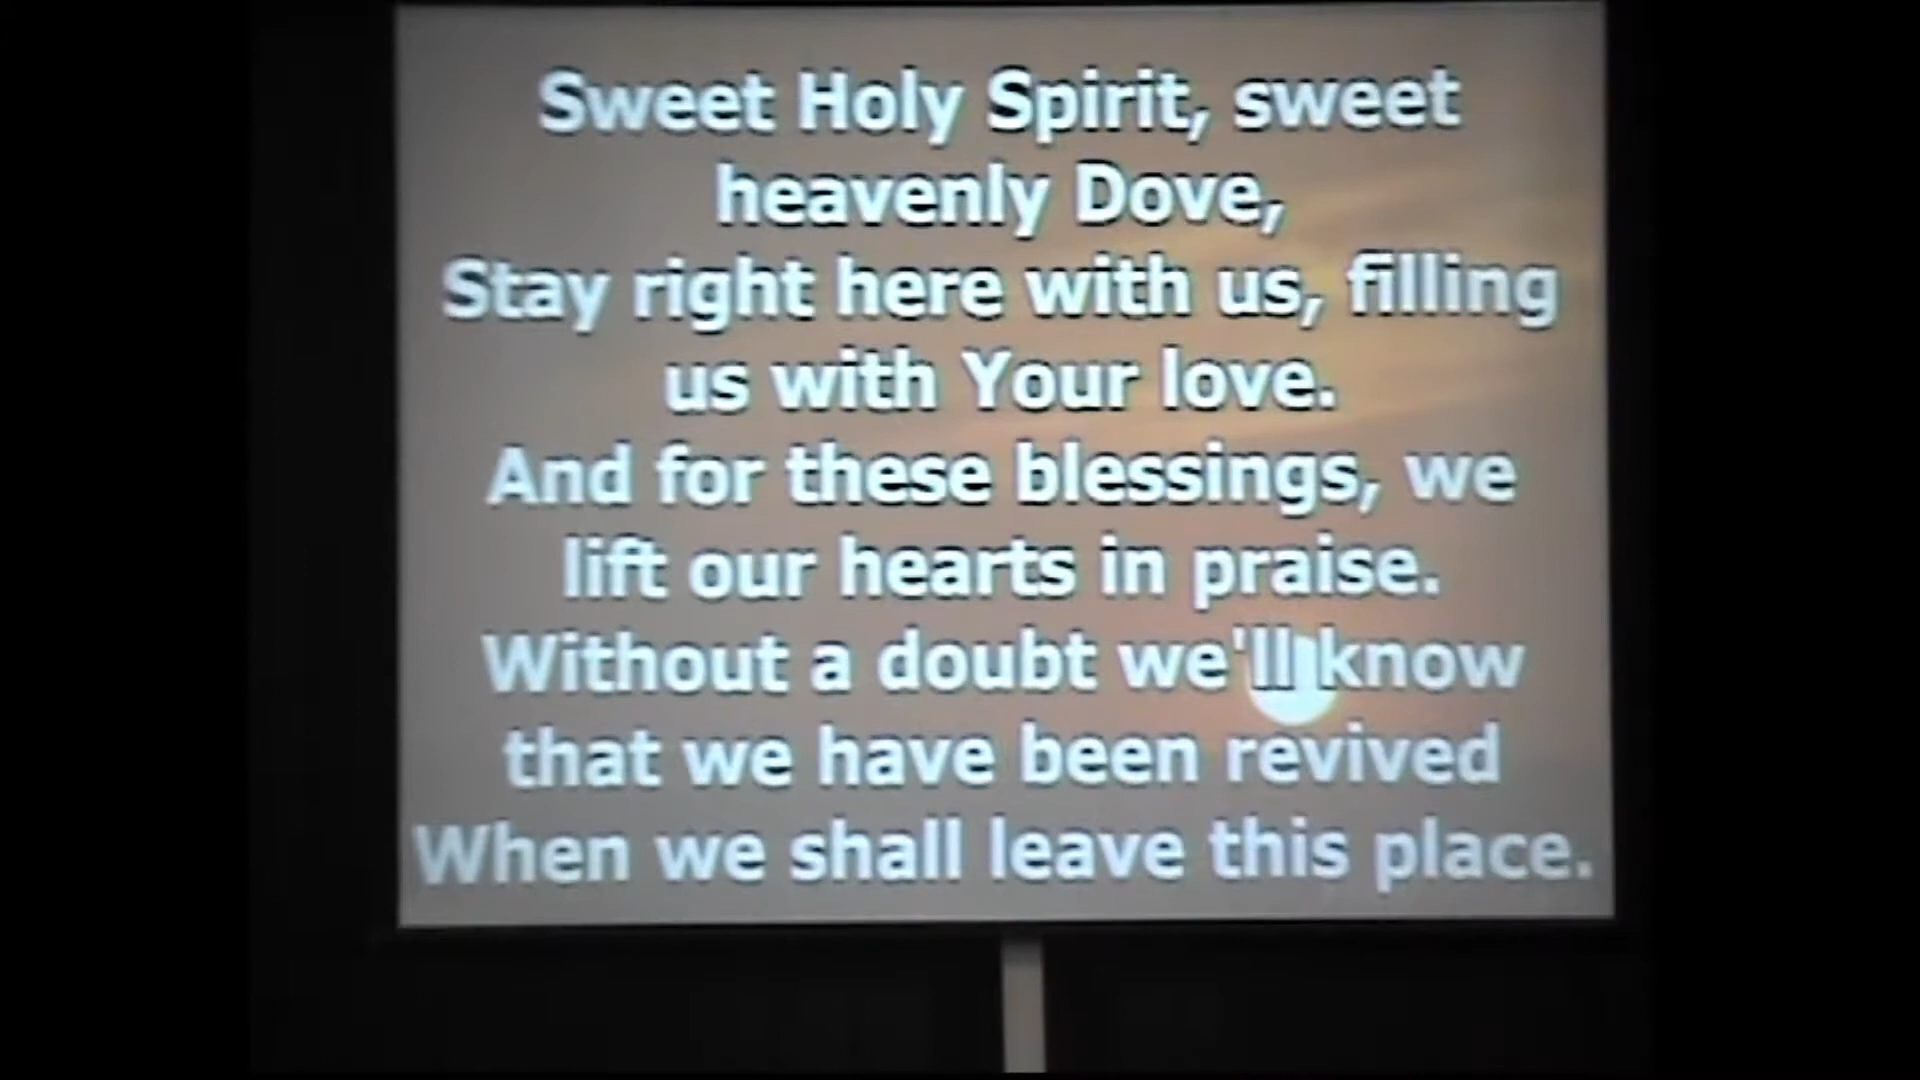 Sweet Holy Spirit, sweet
heavenly Dove,
Stay right here with us, filling
us with Your love.
And for these blessings, we
lift our hearts in praise.
Without a doubt we'll know
that we have been revived
When we shall leave this place.